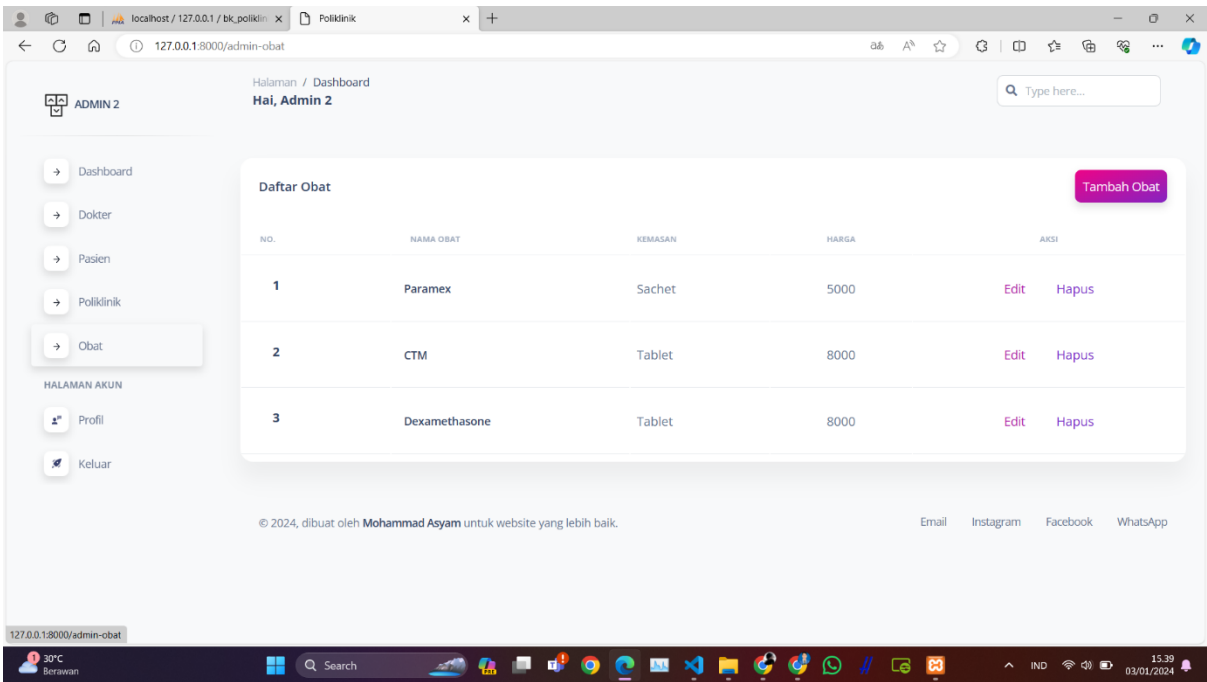 localhost / 127.0.0.1 / bk_poliklin
Poliklinik
127.0.0.1:8000/admin-obat
ADMIN 2
Halaman / Dashboard
Hai, Admin 2
Type here...
Dashboard
Dokter
Pasien
Poliklinik
Obat
HALAMAN AKUN
Profil
Keluar
Daftar Obat
Tambah Obat
NO. NAMA OBAT KEMASAN HARGA AKSI
1 Paramex Sachet 5000 Edit Hapus
2 CTM Tablet 8000 Edit Hapus
3 Dexamethasone Tablet 8000 Edit Hapus
© 2024, dibuat oleh Mohammad Asyam untuk website yang lebih baik.
Email Instagram Facebook WhatsApp
127.0.0.1:8000/admin-obat
1
30°C
Berawan
Search
IND
15.39
03/01/2024